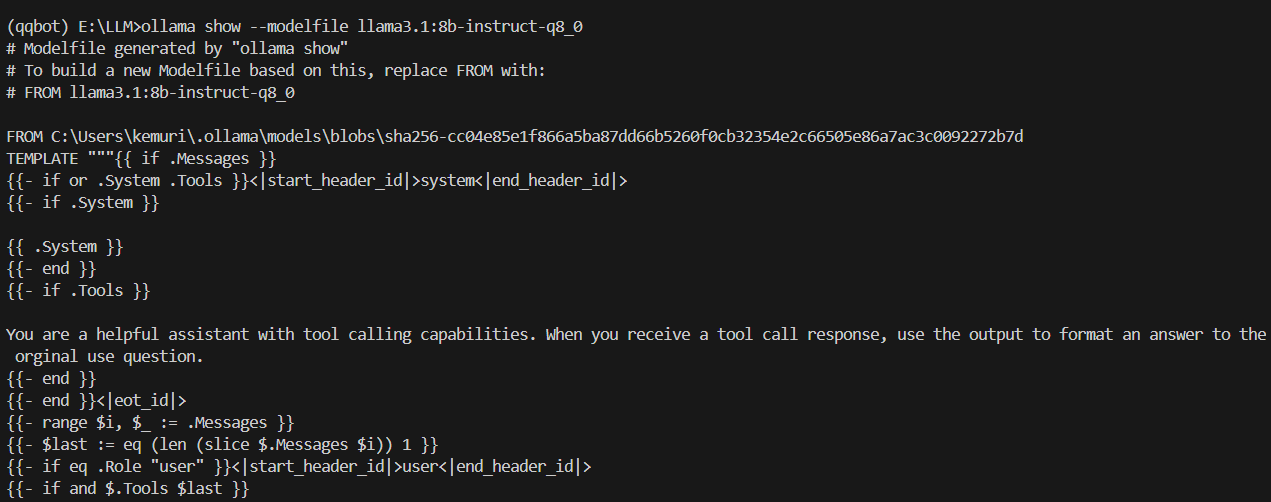 (qqbot) E:\LLM>ollama show --modelfile llama3.1:8b-instruct-q8_0
# Modelfile generated by "ollama show"
# To build a new Modelfile based on this, replace FROM with:
# FROM llama3.1:8b-instruct-q8_0
FROM C:\Users\kemuri\.ollama\models\blobs\sha256-cc04e85e1f866a5ba87dd66b5260f0cb32354e2c66505e86a7ac3c0092272b7d
TEMPLATE """{{ if .Messages }}
{{- if or .System .Tools }}<|start_header_id|>system<|end_header_id|>
{{- if .System }}
{{ .System }}
{{- end }}
{{- if .Tools }}
You are a helpful assistant with tool calling capabilities. When you receive a tool call response, use the output to format an answer to the
 orginal use question.
{{- end }}
{{- end }}<|eot_id|>
{{- range $i, $_ := .Messages }}
{{- $last := eq (len (slice $.Messages $i)) 1 }}
{{- if eq .Role "user" }}<|start_header_id|>user<|end_header_id|>
{{- if and $.Tools $last }}